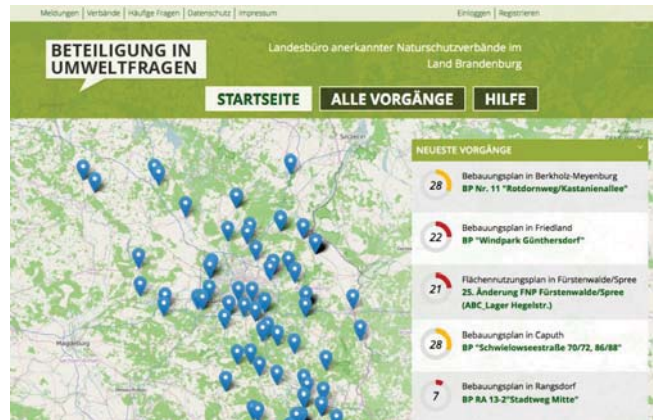 Meldungen | Verbände | Häufige Fragen | Datenschutz | Impressum
Einloggen | Registrieren
BETEILIGUNG IN
UMWELTFRAGEN
Landesbüro anerkannter Naturschutzverbände im
Land Brandenburg
STARTSEITE
ALLE VORGÄNGE
HILFE
Szczecin
Magdeburg
NEUESTE VORGÄNGE
28
Bebauungsplan in Berkholz-Meyenburg
BP Nr. 11 "Rotdornweg/Kastanienallee"
22
Bebauungsplan in Friedland
BP "Windpark Günthersdorf"
21
Flächennutzungsplan in Fürstenwalde/Spree
25. Änderung FNP Fürstenwalde/Spree
(ABC_Lager Hegelstr.)
28
Bebauungsplan in Caputh
BP "Schwielowseestraße 70/72, 86/88"
7
Bebauungsplan in Rangsdorf
BP RA 13-2"Stadtweg Mitte"